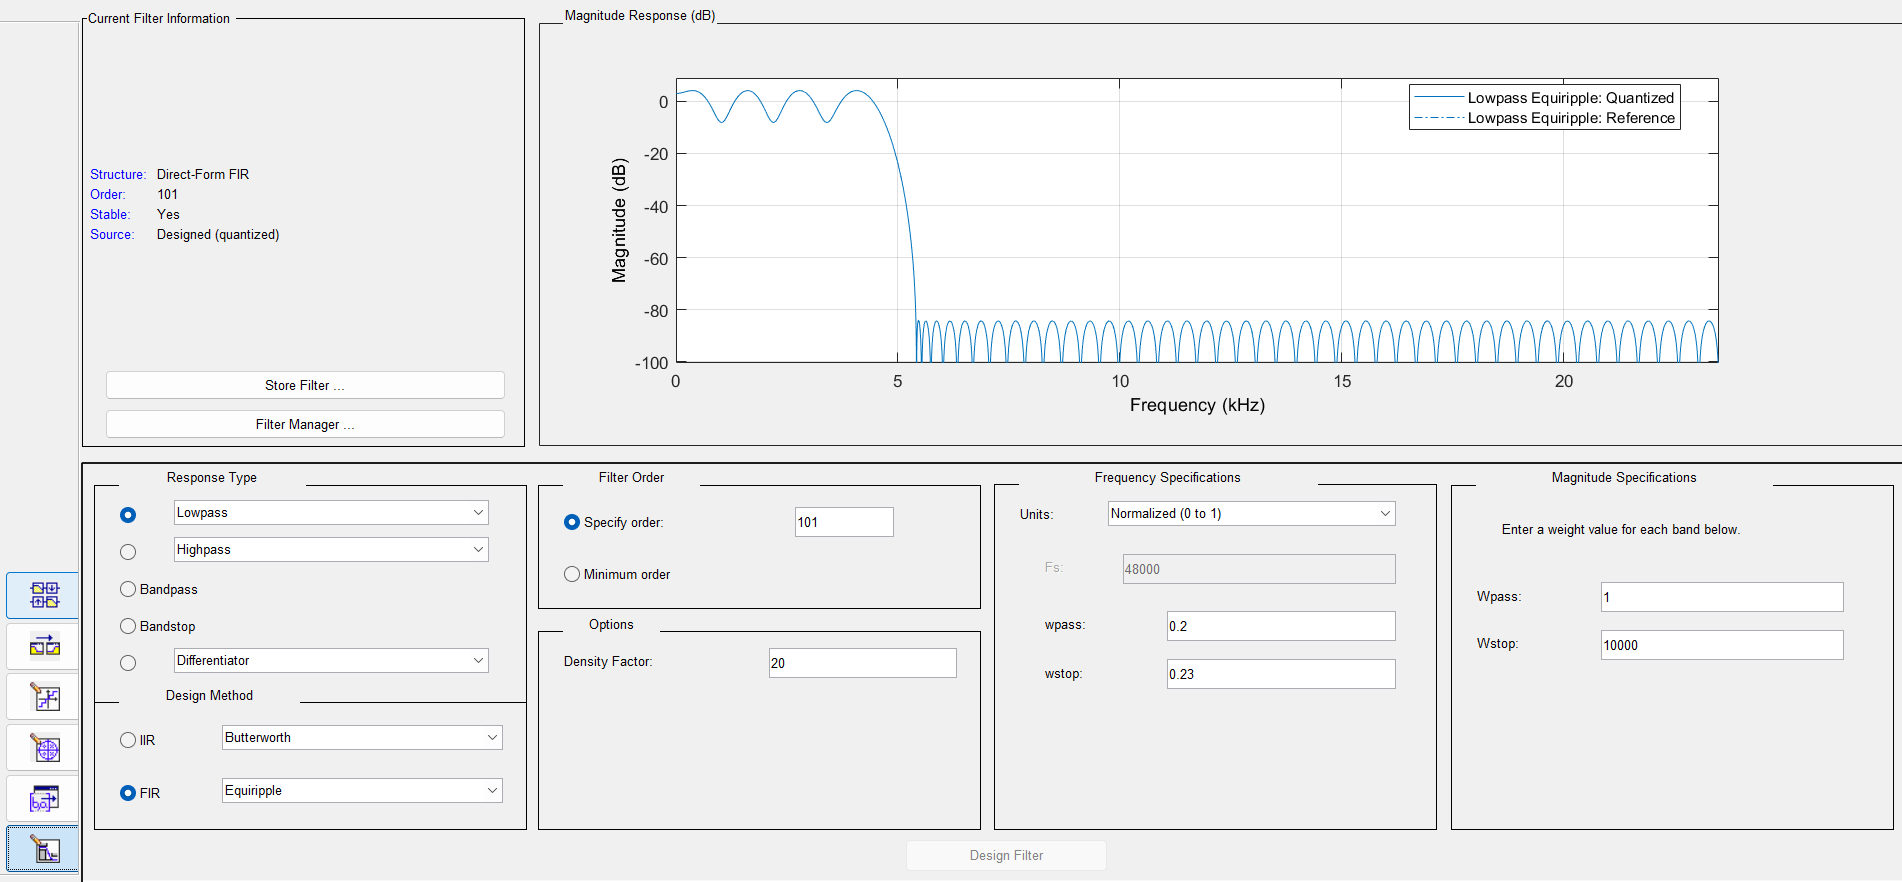 Current Filter Information
Structure: Direct-Form FIR
Order: 101
Stable: Yes
Source: Designed (quantized)
Store Filter ...
Filter Manager ...
Magnitude Response (dB)
Lowpass Equiripple: Quantized
Lowpass Equiripple: Reference
Magnitude (dB)
0
-20
-40
-60
-80
-100
0 5 10 15 20
Frequency (kHz)
Response Type
Lowpass
Highpass
Bandpass
Bandstop
Differentiator
Design Method
IIR Butterworth
FIR Equiripple
Filter Order
Specify order: 101
Minimum order
Options
Density Factor: 20
Frequency Specifications
Units: Normalized (0 to 1)
Fs: 48000
wpass: 0.2
wstop: 0.23
Magnitude Specifications
Enter a weight value for each band below.
Wpass: 1
Wstop: 10000
Design Filter